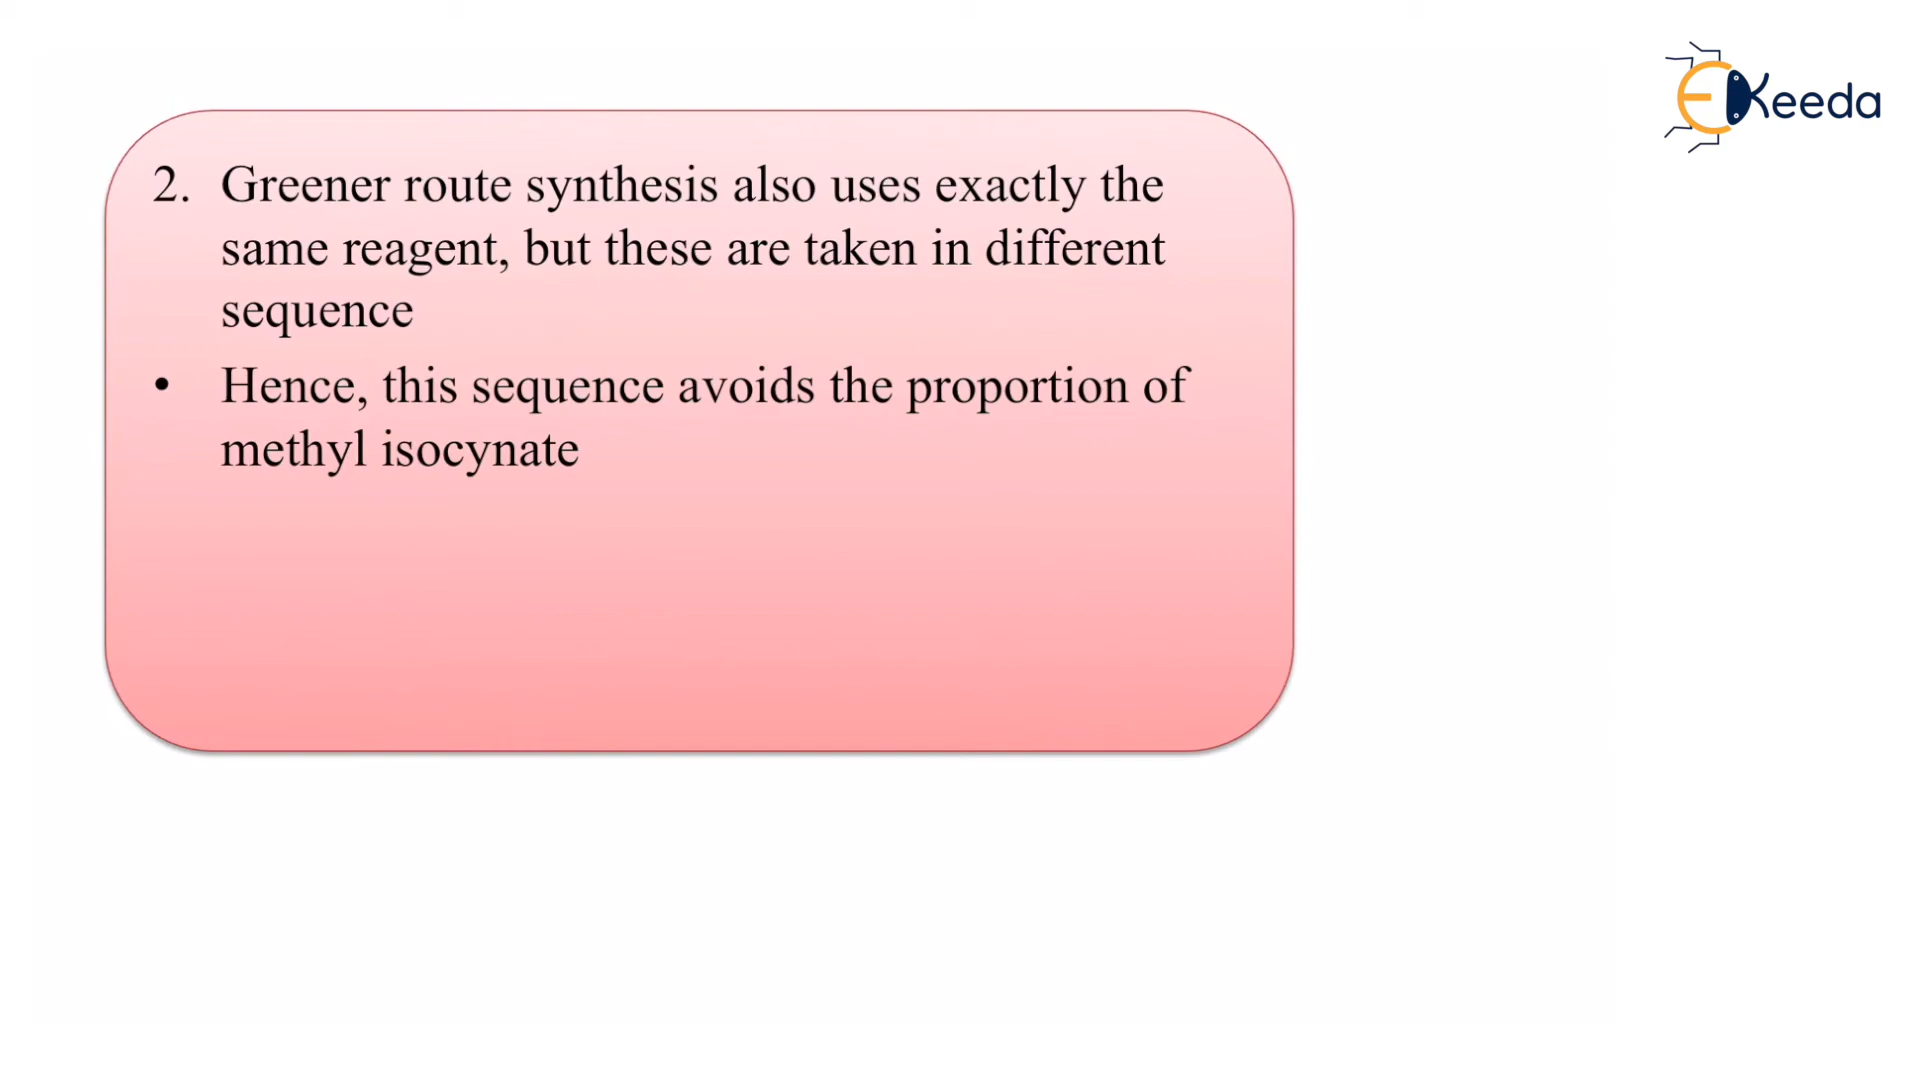 EKeeda
2. Greener route synthesis also uses exactly the
same reagent, but these are taken in different
sequence
• Hence, this sequence avoids the proportion of
methyl isocynate